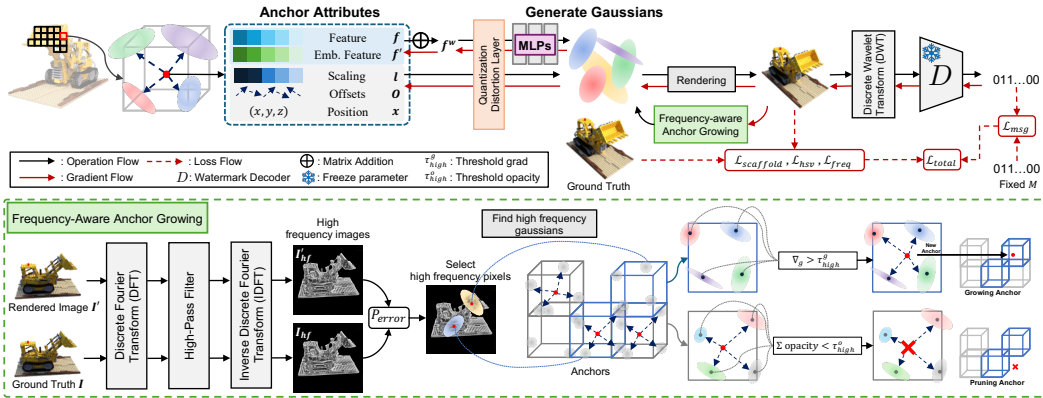 Anchor Attributes
Generate Gaussians
Feature f
Emb. Feature f'
Scaling l
Offsets O
(x, y, z) Position x
f^w
Quantization
Distortion Layer
MLPs
Rendering
Frequency-aware
Anchor Growing
Discrete Wavelet
Transform (DWT)
D
011...00
ℒ_msg
ℒ_scaffold , ℒ_hsv , ℒ_freq
ℒ_total
Ground Truth
011...00
Fixed M
: Operation Flow
: Loss Flow
: Matrix Addition
τ^g_high : Threshold grad
: Gradient Flow
D : Watermark Decoder
: Freeze parameter
τ^o_high : Threshold opacity
Frequency-Aware Anchor Growing
Rendered Image I'
Ground Truth I
Discrete Fourier
Transform (DFT)
High-Pass Filter
Inverse Discrete Fourier
Transform (IDFT)
High
frequency images
I'_hf
I_hf
P_error
Select
high frequency pixels
Find high frequency
gaussians
Anchors
∇_g > τ^g_high
New
Anchor
Growing Anchor
Σ opacity < τ^o_high
Pruning Anchor